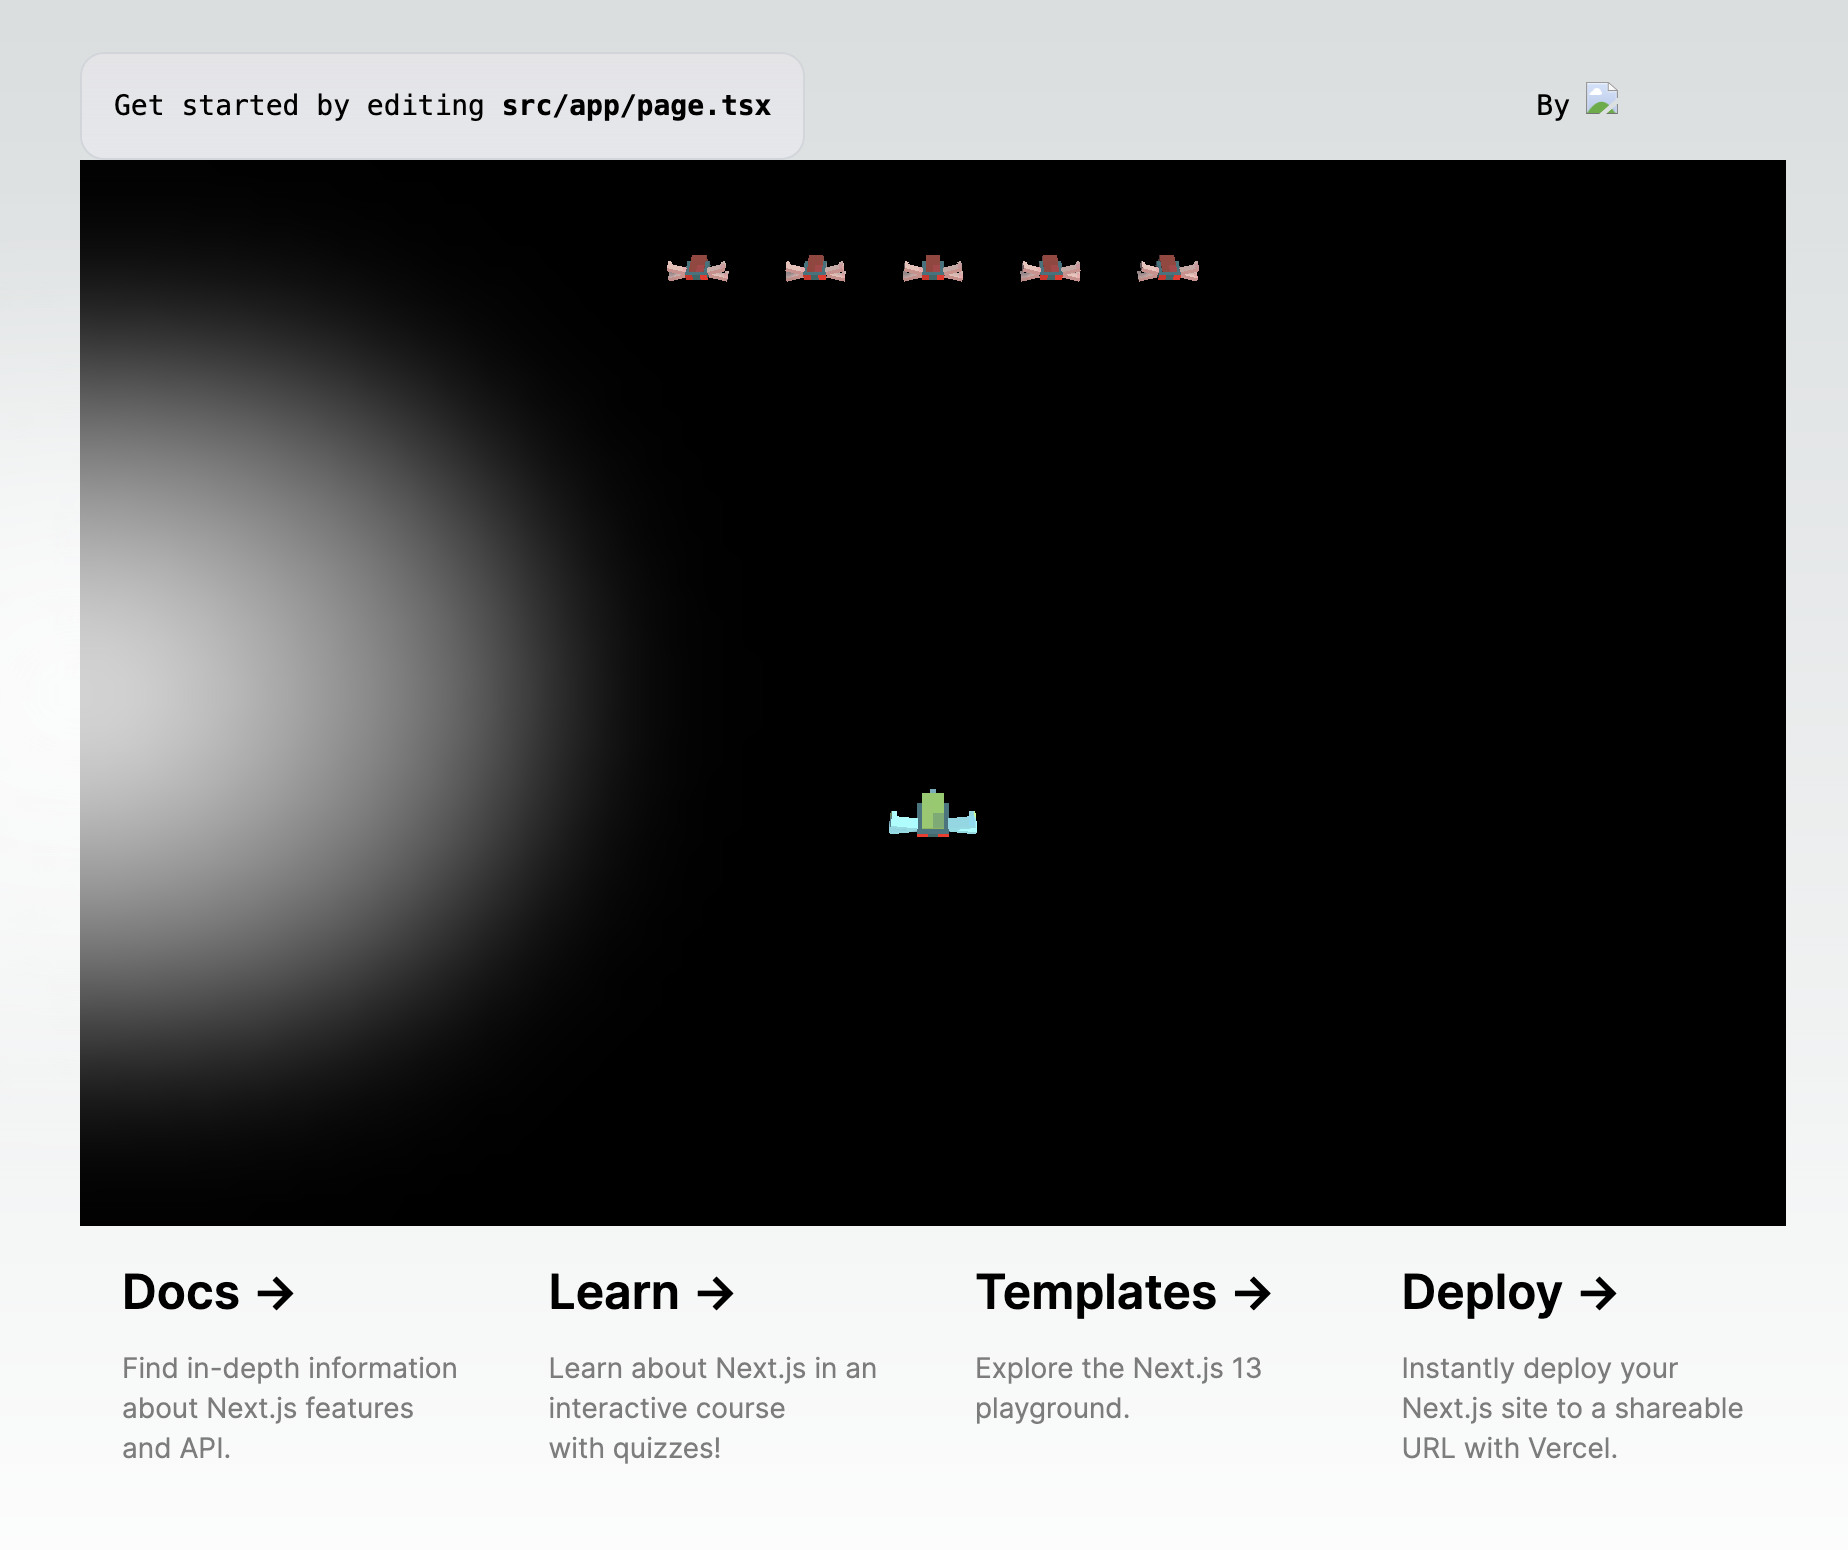 Get started by editing src/app/page.tsx
By
Docs →
Find in-depth information
about Next.js features
and API.
Learn →
Learn about Next.js in an
interactive course
with quizzes!
Templates →
Explore the Next.js 13
playground.
Deploy →
Instantly deploy your
Next.js site to a shareable
URL with Vercel.